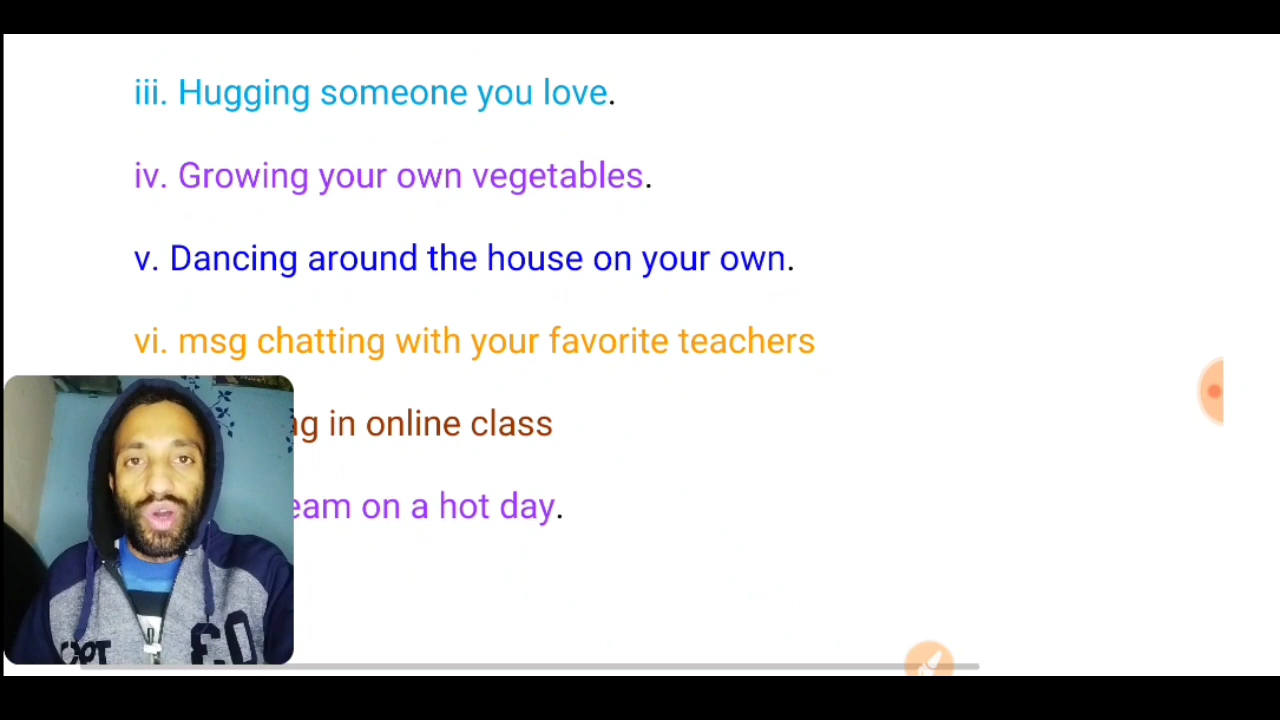 iii. Hugging someone you love.
iv. Growing your own vegetables.
v. Dancing around the house on your own.
vi. msg chatting with your favorite teachers
in online class
on a hot day.